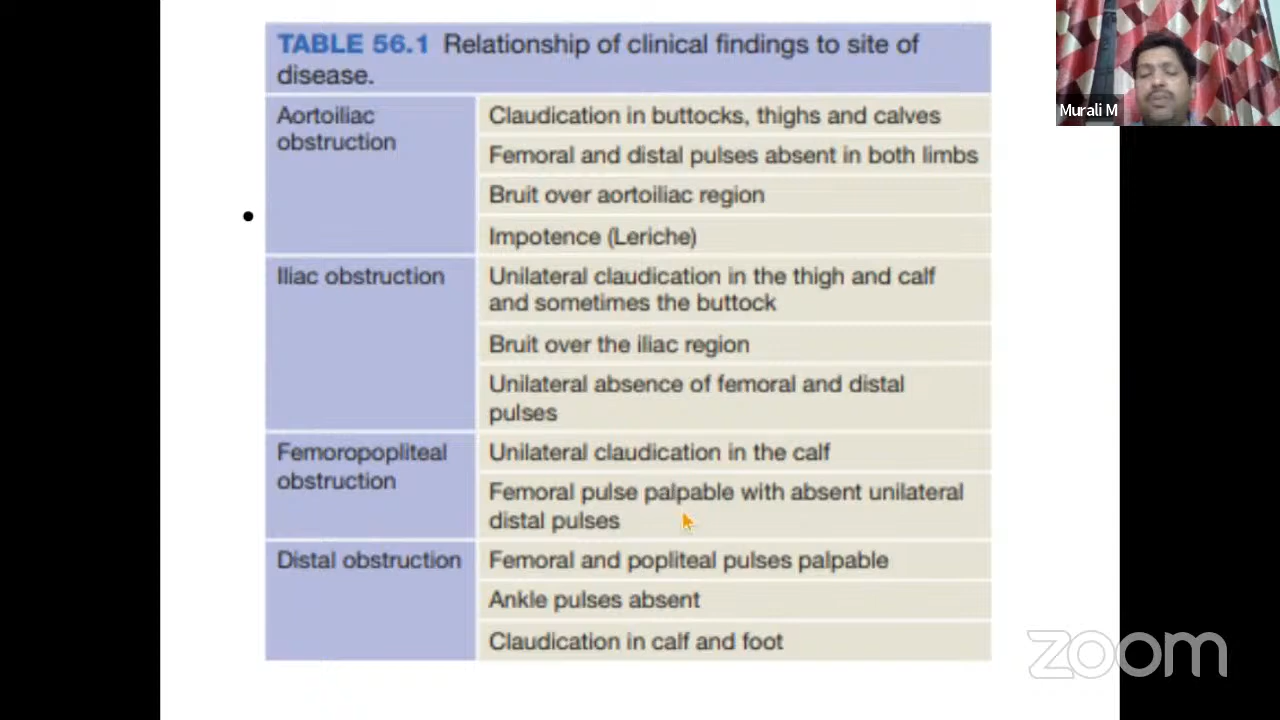 TABLE 56.1 Relationship of clinical findings to site of
disease.
Aortoiliac
obstruction
Claudication in buttocks, thighs and calves
Femoral and distal pulses absent in both limbs
Bruit over aortoiliac region
Impotence (Leriche)
Iliac obstruction
Unilateral claudication in the thigh and calf
and sometimes the buttock
Bruit over the iliac region
Unilateral absence of femoral and distal
pulses
Femoropopliteal
obstruction
Unilateral claudication in the calf
Femoral pulse palpable with absent unilateral
distal pulses
Distal obstruction
Femoral and popliteal pulses palpable
Ankle pulses absent
Claudication in calf and foot
Murali M
zoom